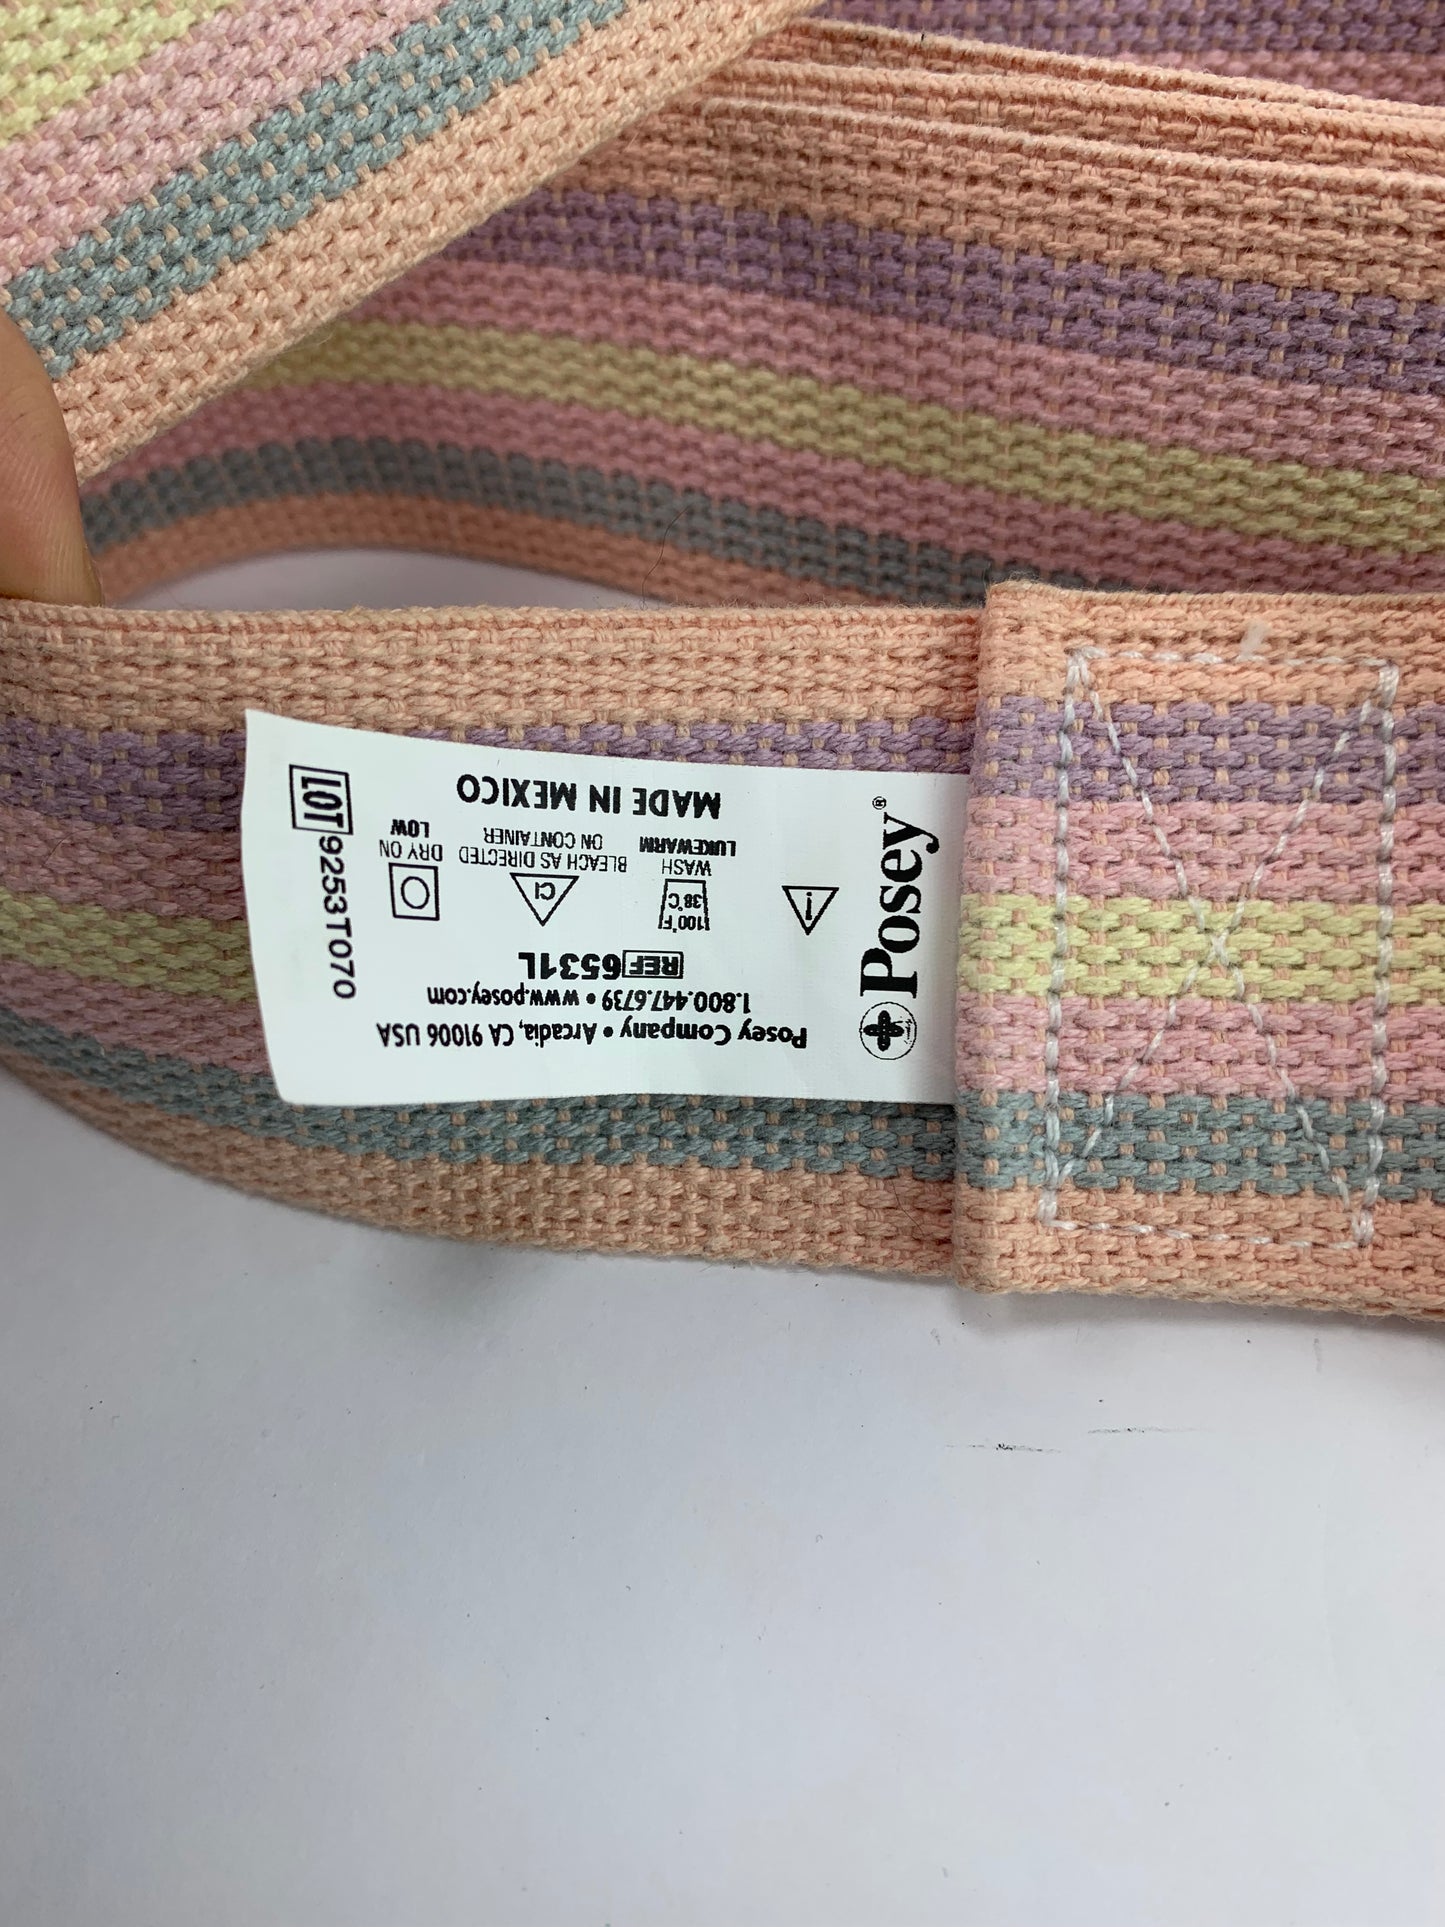 Posey®
Posey Company • Arcadia, CA 91006 USA
1.800.447.6739 • www.posey.com
REF 6531L
i
100°F
38°C
WASH
LUKEWARM
Cl
BLEACH AS DIRECTED
ON CONTAINER
DRY ON
LOW
MADE IN MEXICO
LOT 9253T070